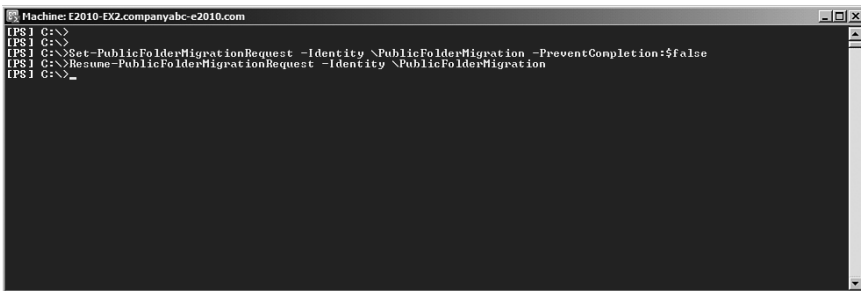 Machine: E2010-EX2.companyabc-e2010.com
[PS] C:\>
[PS] C:\>
[PS] C:\>Set-PublicFolderMigrationRequest -Identity \PublicFolderMigration -PreventCompletion:$false
[PS] C:\>Resume-PublicFolderMigrationRequest -Identity \PublicFolderMigration
[PS] C:\>_